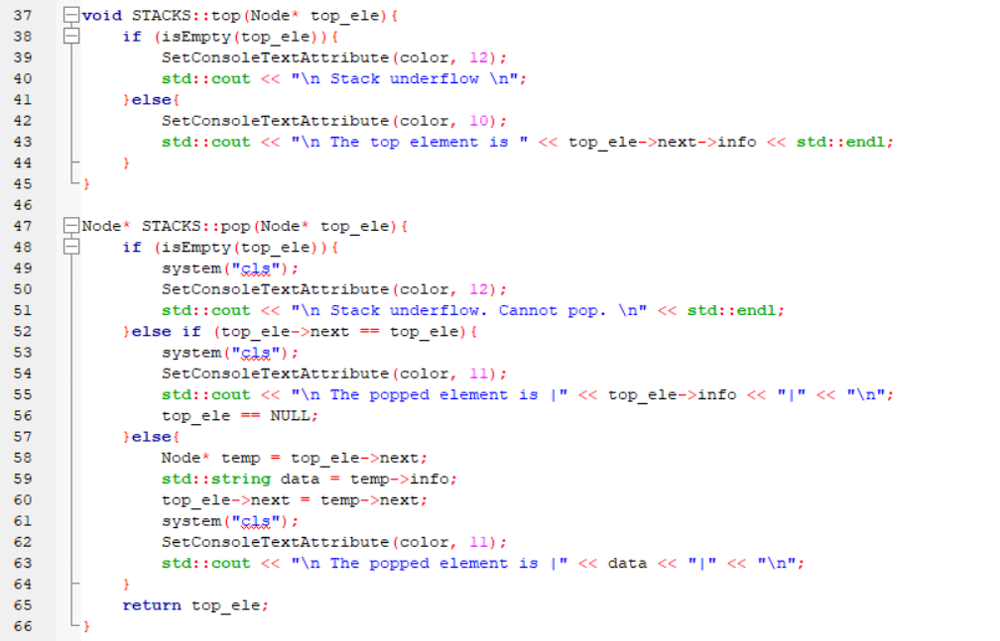 37 void STACKS::top(Node* top_ele){
38 if (isEmpty(top_ele)){
39 SetConsoleTextAttribute(color, 12);
40 std::cout << "\n Stack underflow \n";
41 }else{
42 SetConsoleTextAttribute(color, 10);
43 std::cout << "\n The top element is " << top_ele->next->info << std::endl;
44 }
45 }
46
47 Node* STACKS::pop(Node* top_ele){
48 if (isEmpty(top_ele)){
49 system("cls");
50 SetConsoleTextAttribute(color, 12);
51 std::cout << "\n Stack underflow. Cannot pop. \n" << std::endl;
52 }else if (top_ele->next == top_ele){
53 system("cls");
54 SetConsoleTextAttribute(color, 11);
55 std::cout << "\n The popped element is |" << top_ele->info << "|" << "\n";
56 top_ele == NULL;
57 }else{
58 Node* temp = top_ele->next;
59 std::string data = temp->info;
60 top_ele->next = temp->next;
61 system("cls");
62 SetConsoleTextAttribute(color, 11);
63 std::cout << "\n The popped element is |" << data << "|" << "\n";
64 }
65 return top_ele;
66 }